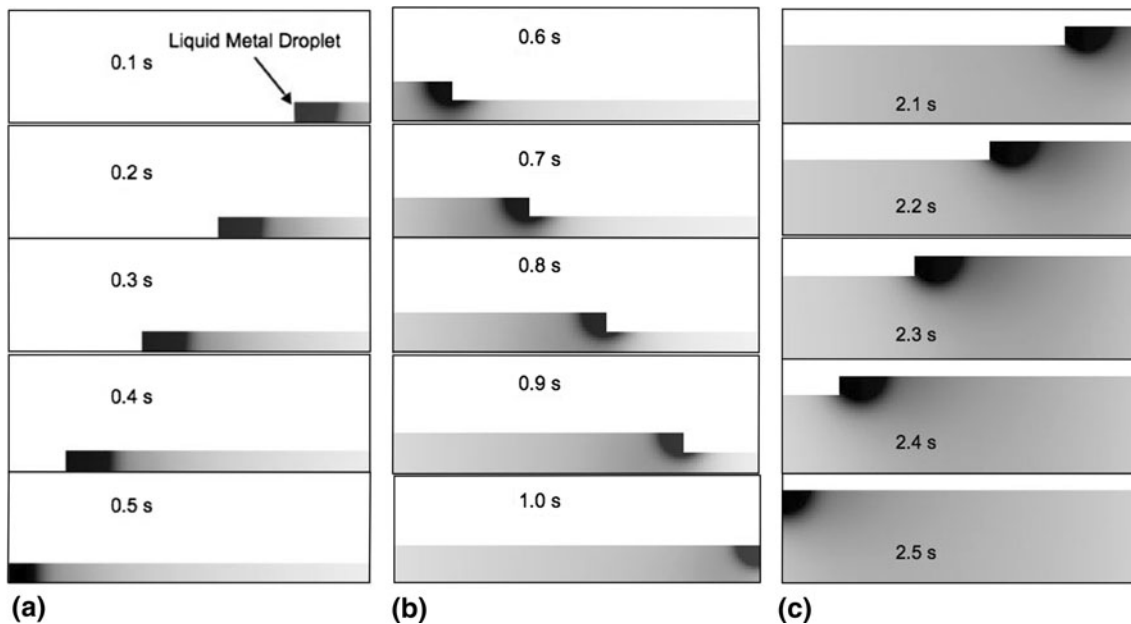 Liquid Metal Droplet
0.1 s
0.2 s
0.3 s
0.4 s
0.5 s
(a)
0.6 s
0.7 s
0.8 s
0.9 s
1.0 s
(b)
2.1 s
2.2 s
2.3 s
2.4 s
2.5 s
(c)